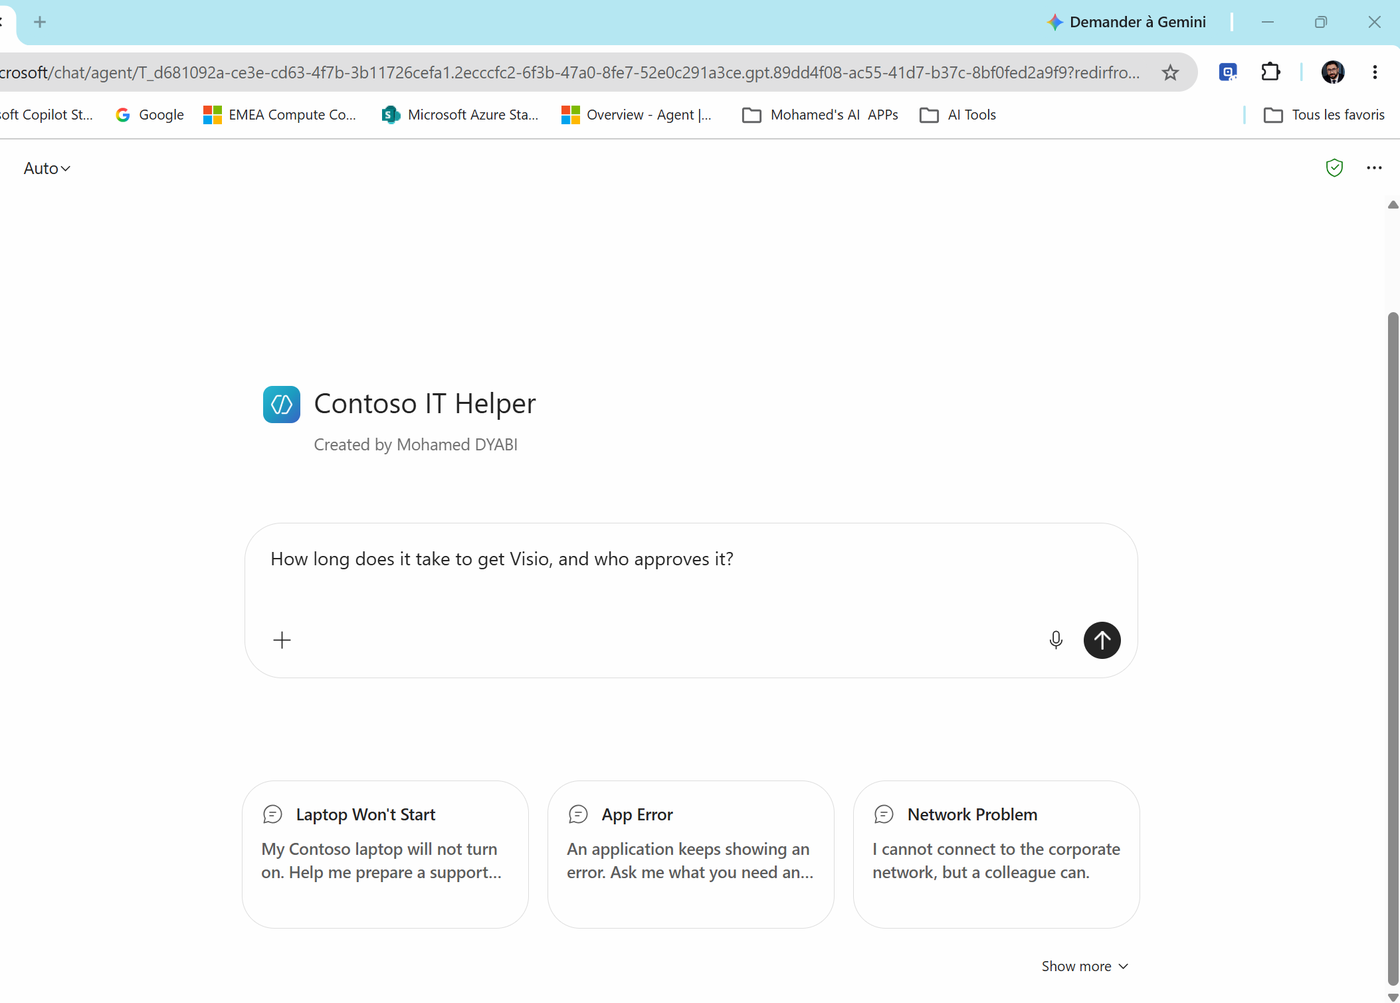 Demander à Gemini
crosoft/chat/agent/T_d681092a-ce3e-cd63-4f7b-3b11726cefa1.2ecccfc2-6f3b-47a0-8fe7-52e0c291a3ce.gpt.89dd4f08-ac55-41d7-b37c-8bf0fed2a9f9?redirfro...
oft Copilot St... Google EMEA Compute Co... Microsoft Azure Sta... Overview - Agent |... Mohamed's AI APPs AI Tools Tous les favoris
Auto
Contoso IT Helper
Created by Mohamed DYABI
How long does it take to get Visio, and who approves it?
Laptop Won't Start
My Contoso laptop will not turn
on. Help me prepare a support...
App Error
An application keeps showing an
error. Ask me what you need an...
Network Problem
I cannot connect to the corporate
network, but a colleague can.
Show more